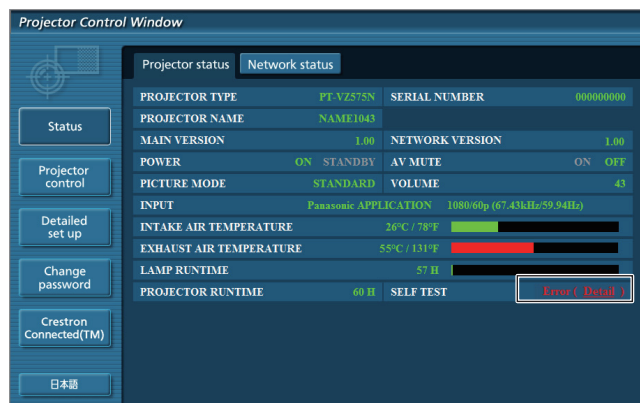 Projector Control Window
Projector status Network status
Status
Projector control
Detailed set up
Change password
Crestron Connected(TM)
日本語
PROJECTOR TYPE PT-VZ575N SERIAL NUMBER 000000000
PROJECTOR NAME NAME1043
MAIN VERSION 1.00 NETWORK VERSION 1.00
POWER ON STANDBY AV MUTE ON OFF
PICTURE MODE STANDARD VOLUME 43
INPUT Panasonic APPLICATION 1080/60p (67.43kHz/59.94Hz)
INTAKE AIR TEMPERATURE 26°C / 78°F
EXHAUST AIR TEMPERATURE 55°C / 131°F
LAMP RUNTIME 57 H
PROJECTOR RUNTIME 60 H SELF TEST Error ( Detail )